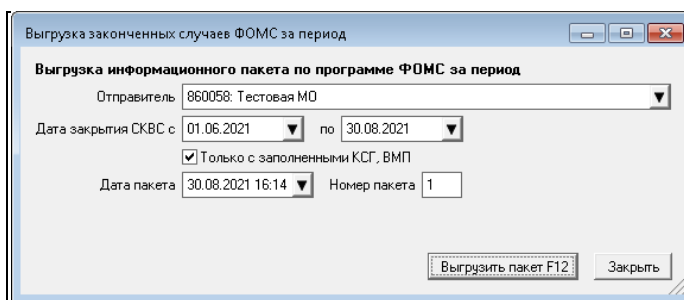 Выгрузка законченных случаев ФОМС за период
Выгрузка информационного пакета по программе ФОМС за период
Отправитель 860058: Тестовая МО
Дата закрытия СКВС с 01.06.2021 по 30.08.2021
Только с заполненными КСГ, ВМП
Дата пакета 30.08.2021 16:14 Номер пакета 1
Выгрузить пакет F12 Закрыть